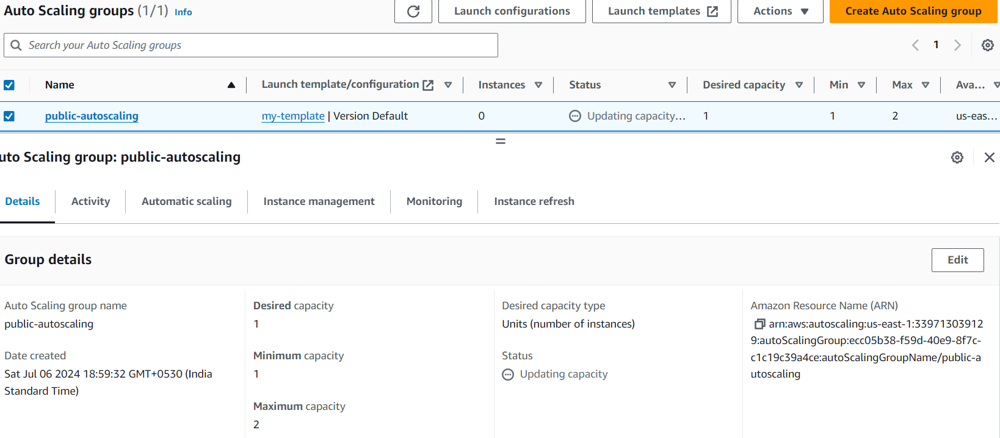 Auto Scaling groups (1/1) Info
Launch configurations
Launch templates
Actions
Create Auto Scaling group
Search your Auto Scaling groups
1
Name
Launch template/configuration
Instances
Status
Desired capacity
Min
Max
Ava...
public-autoscaling
my-template | Version Default
0
Updating capacity...
1
1
2
us-eas...
uto Scaling group: public-autoscaling
Details
Activity
Automatic scaling
Instance management
Monitoring
Instance refresh
Group details
Edit
Auto Scaling group name
public-autoscaling
Date created
Sat Jul 06 2024 18:59:32 GMT+0530 (India
Standard Time)
Desired capacity
1
Minimum capacity
1
Maximum capacity
2
Desired capacity type
Units (number of instances)
Status
Updating capacity
Amazon Resource Name (ARN)
arn:aws:autoscaling:us-east-1:33971303912
9:autoScalingGroup:ecc05b38-f59d-40e9-8f7c-
c1c19c39a4ce:autoScalingGroupName/public-a
utoscaling